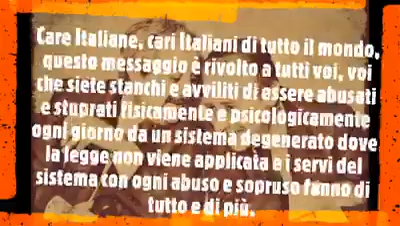 Care Italiane, cari Italiani di tutto il mondo,
questo messaggio è rivolto a tutti voi, voi
che siete stanchi e avviliti di essere abusati
e stuprati fisicamente e psicologicamente
ogni giorno da un sistema degenerato dove
la legge non viene applicata e i servi del
sistema con ogni abuso e sopruso fanno di
tutto e di più.